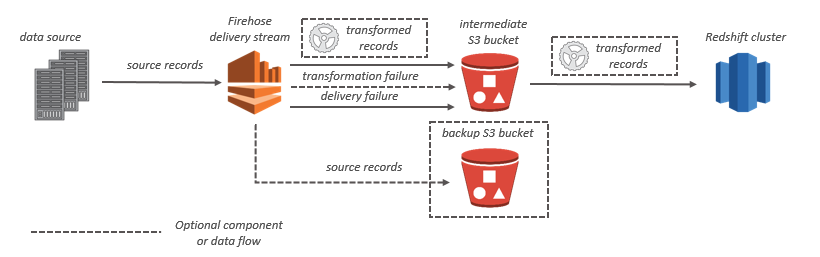 data source
source records
Firehose
delivery stream
transformed
records
transformation failure
delivery failure
intermediate
S3 bucket
transformed
records
Redshift cluster
backup S3 bucket
source records
Optional component
or data flow